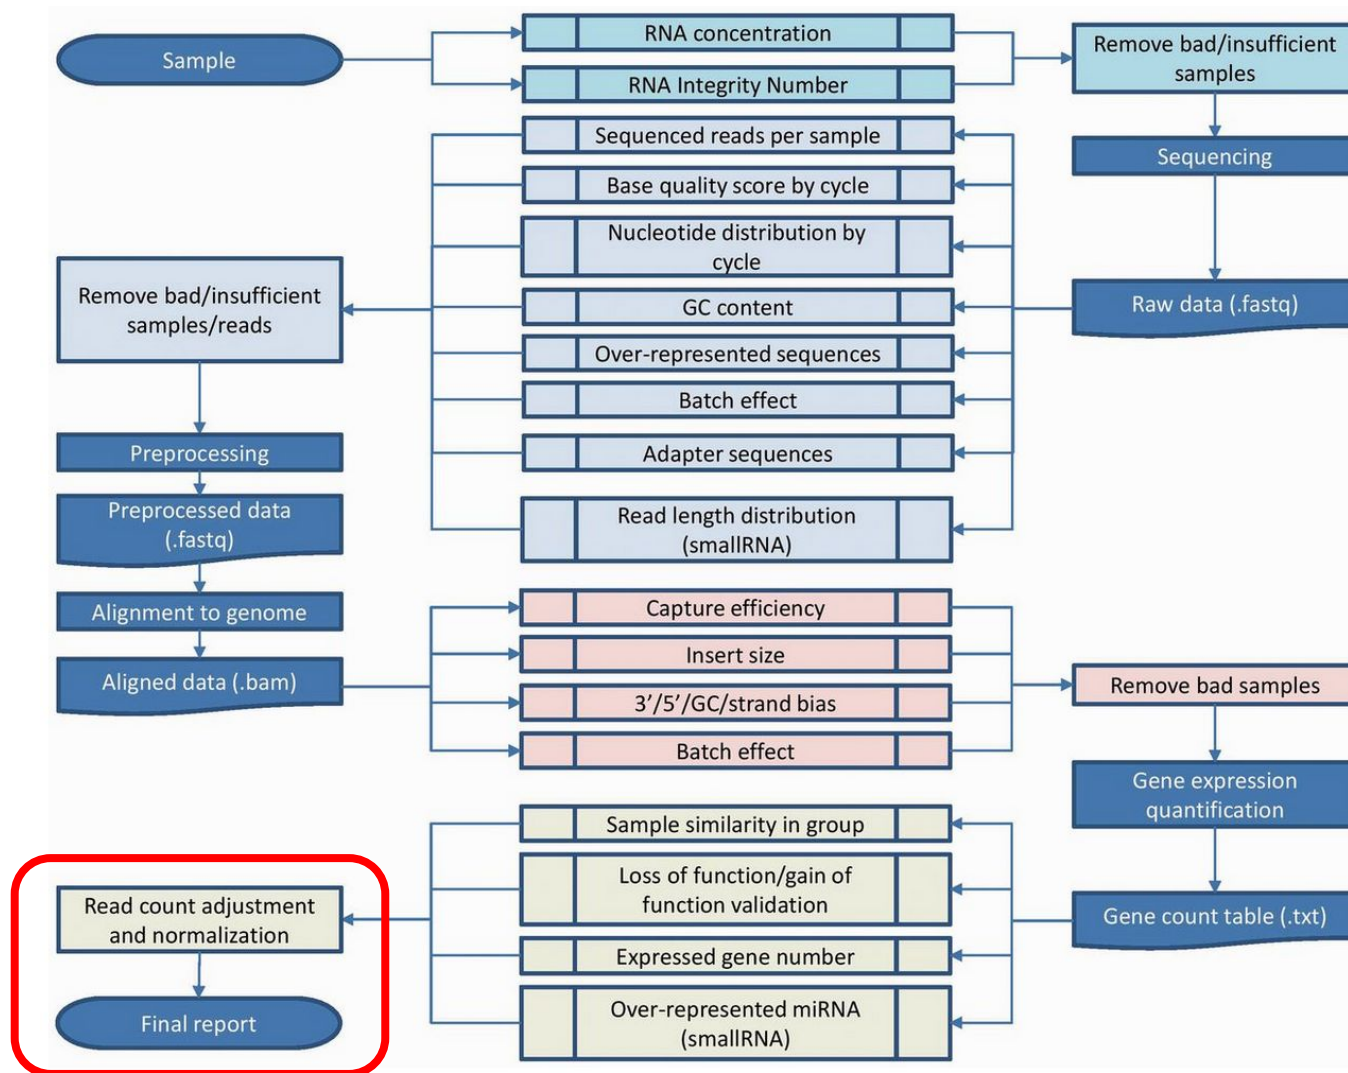 Sample
RNA concentration
RNA Integrity Number
Remove bad/insufficient
samples
Sequencing
Raw data (.fastq)
Sequenced reads per sample
Base quality score by cycle
Nucleotide distribution by
cycle
GC content
Over-represented sequences
Batch effect
Adapter sequences
Read length distribution
(smallRNA)
Remove bad/insufficient
samples/reads
Preprocessing
Preprocessed data
(.fastq)
Alignment to genome
Aligned data (.bam)
Capture efficiency
Insert size
3’/5’/GC/strand bias
Batch effect
Remove bad samples
Gene expression
quantification
Gene count table (.txt)
Sample similarity in group
Loss of function/gain of
function validation
Expressed gene number
Over-represented miRNA
(smallRNA)
Read count adjustment
and normalization
Final report